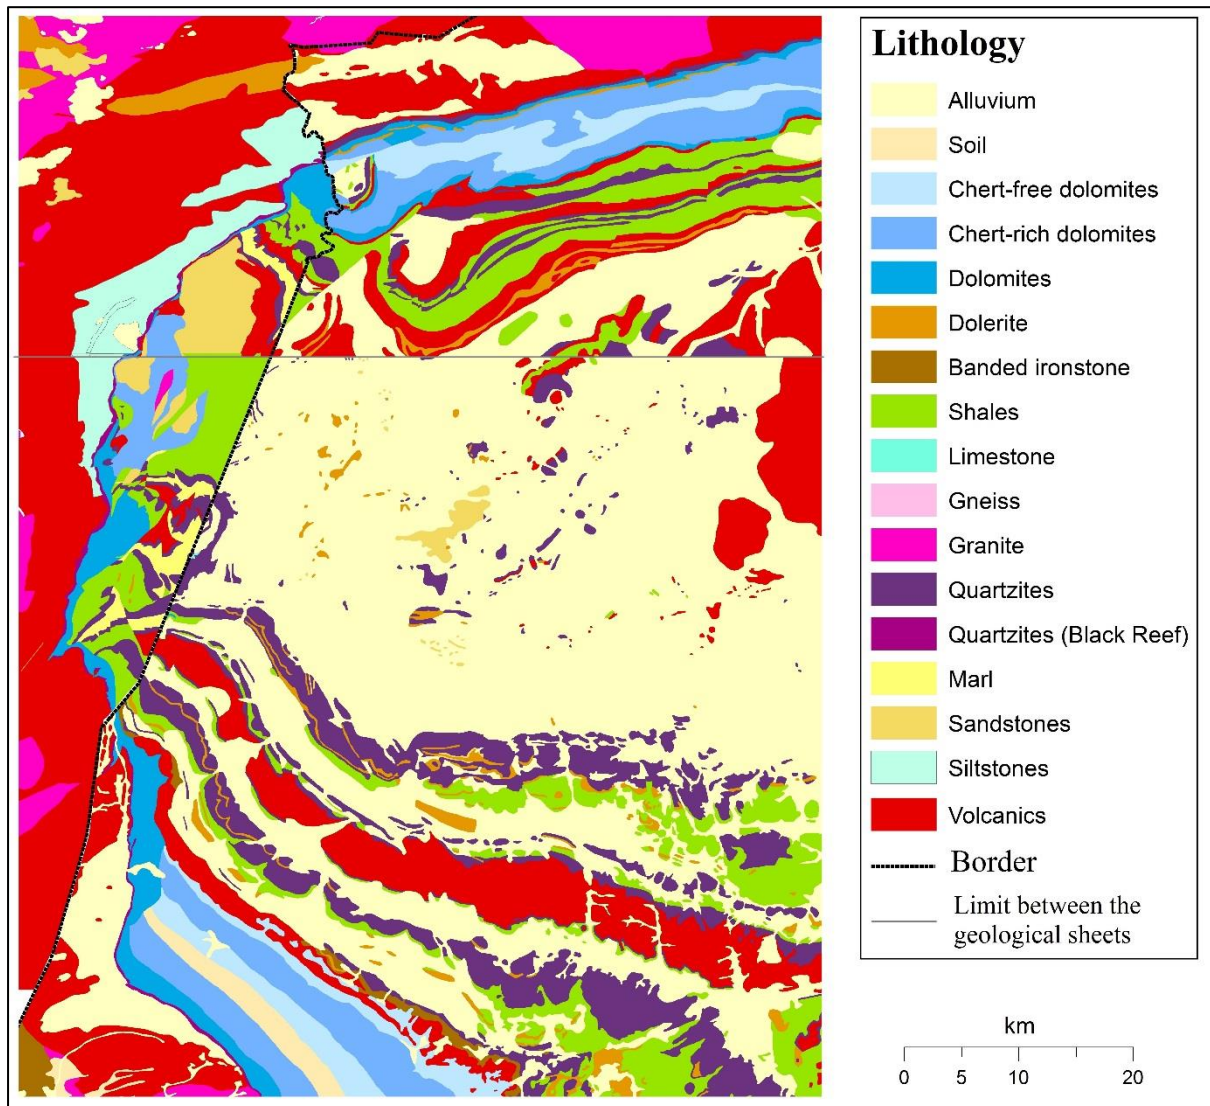 Lithology
Alluvium
Soil
Chert-free dolomites
Chert-rich dolomites
Dolomites
Dolerite
Banded ironstone
Shales
Limestone
Gneiss
Granite
Quartzites
Quartzites (Black Reef)
Marl
Sandstones
Siltstones
Volcanics
Border
Limit between the
geological sheets
km
0 5 10 20